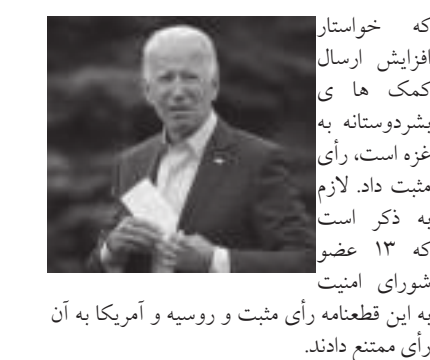 که خواستار
افزایش ارسال
کمک ها ی
بشردوستانه به
غزه است، رأی
مثبت داد. لازم
به ذکر است
که ۱۳ عضو
شورای امنیت
به این قطعنامه رأی مثبت و روسیه و آمریکا به آن
رأی ممتنع دادند.